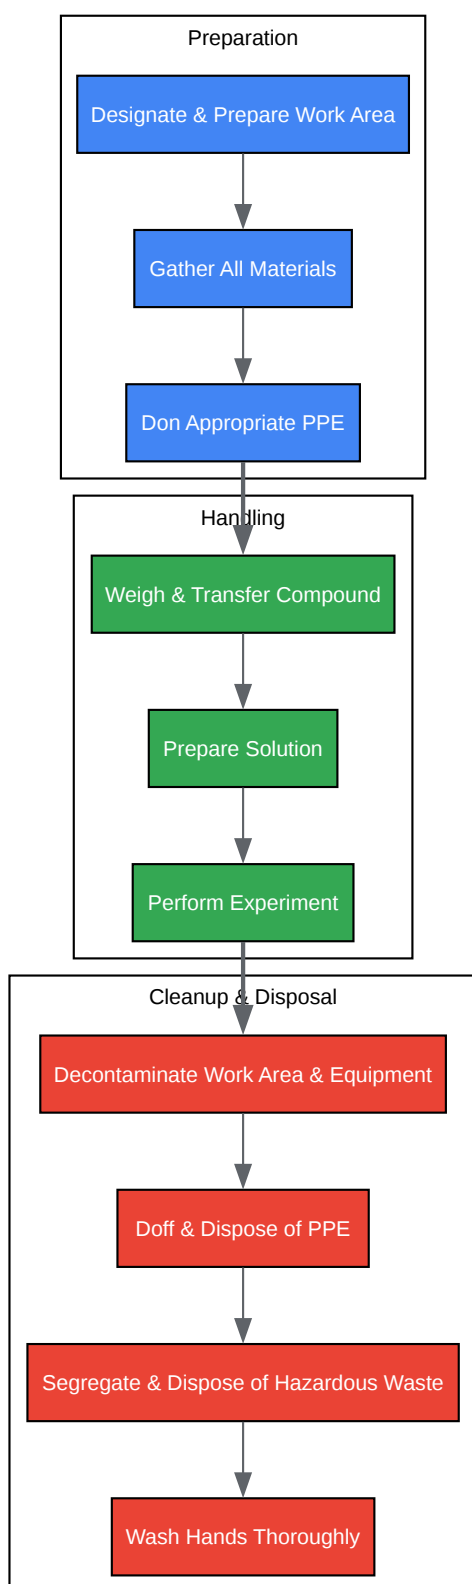 Preparation
Designate & Prepare Work Area
Gather All Materials
Don Appropriate PPE
Handling
Weigh & Transfer Compound
Prepare Solution
Perform Experiment
Cleanup & Disposal
Decontaminate Work Area & Equipment
Doff & Dispose of PPE
Segregate & Dispose of Hazardous Waste
Wash Hands Thoroughly